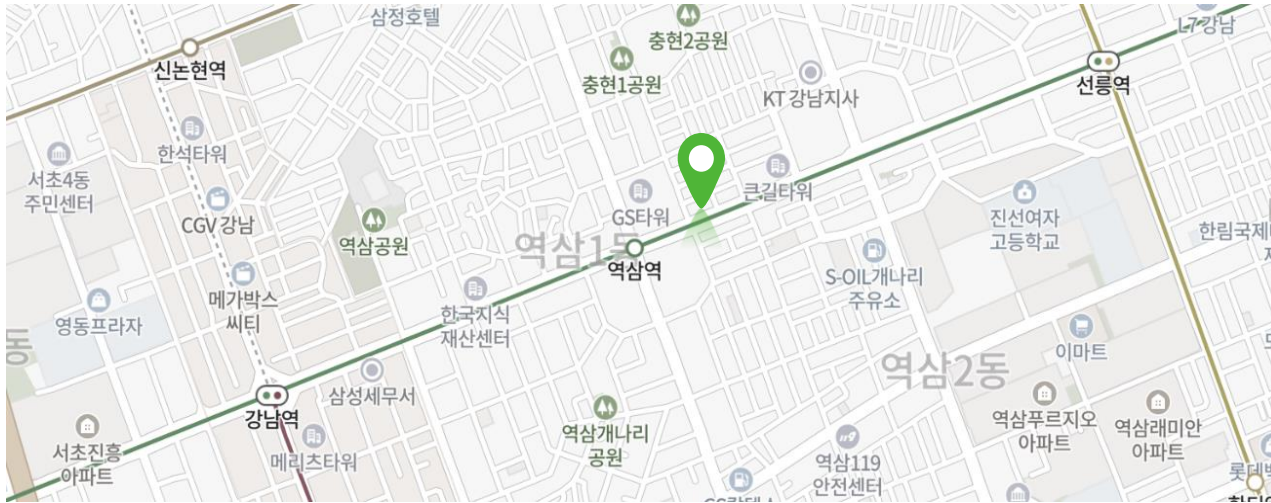 삼정호텔
충현2공원
L7강남
신논현역
충현1공원
KT강남지사
선릉역
한석타워
서초4동
주민센터
CGV강남
역삼공원
GS타워
큰길타워
진선여자
고등학교
한림국제
역삼1동
역삼역
S-OIL개나리
주유소
메가박스
씨티
영동프라자
한국지식
재산센터
동
이마트
역삼2동
삼성세무서
강남역
역삼개나리
공원
역삼푸르지오
아파트
역삼래미안
아파트
서초진흥
아파트
메리츠타워
119
역삼119
안전센터
롯데백